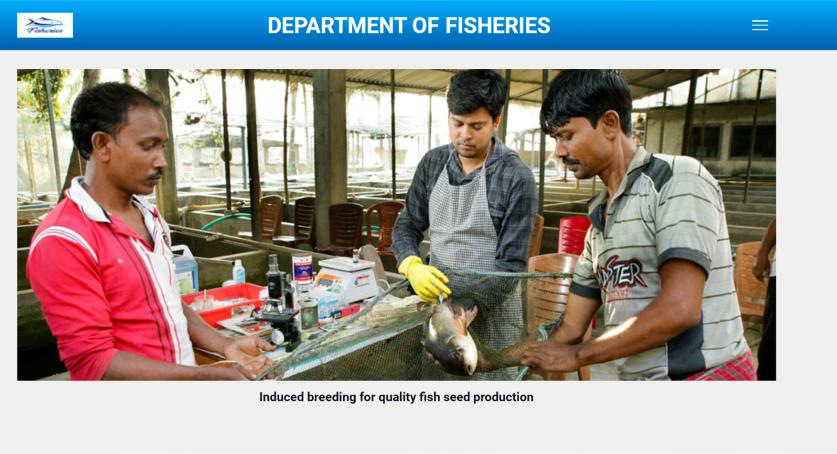 Fisheries
DEPARTMENT OF FISHERIES
Induced breeding for quality fish seed production